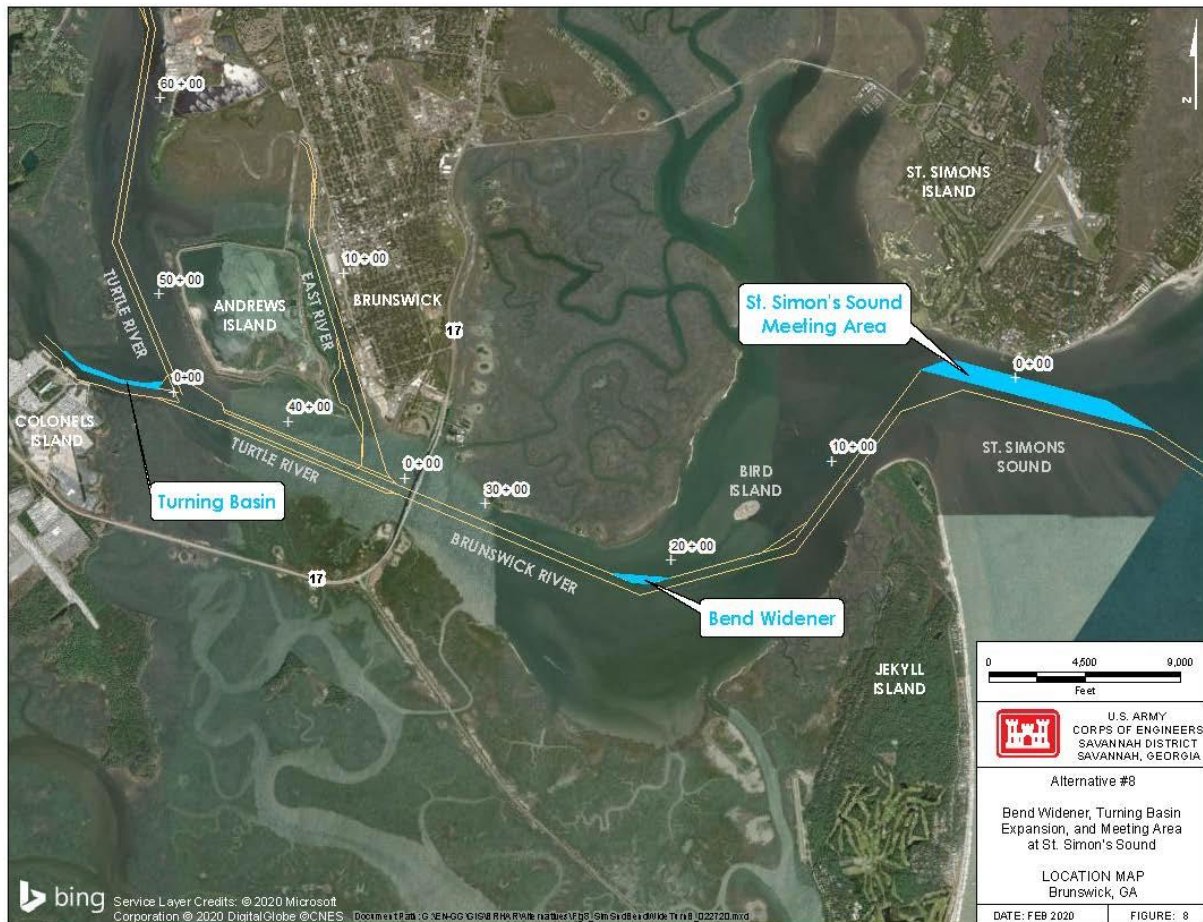 60+00
N
ST. SIMONS
ISLAND
10+00
50+00
TURTLE RIVER
ANDREWS
ISLAND
EAST RIVER
BRUNSWICK
17
St. Simon's Sound
Meeting Area
0+00
0+00
COLONELS
ISLAND
40+00
TURTLE RIVER
Turning Basin
0+00
30+00
BIRD
ISLAND
10+00
ST. SIMONS
SOUND
BRUNSWICK RIVER
20+00
17
Bend Widener
JEKYLL
ISLAND
0 4,500 9,000
Feet
U.S. ARMY
CORPS OF ENGINEERS
SAVANNAH DISTRICT
SAVANNAH, GEORGIA
Alternative #8
Bend Widener, Turning Basin
Expansion, and Meeting Area
at St. Simon's Sound
LOCATION MAP
Brunswick, GA
DATE: FEB 2020 FIGURE: 8
bing
Service Layer Credits: © 2020 Microsoft
Corporation © 2020 DigitalGlobe ©CNES
Document Path: